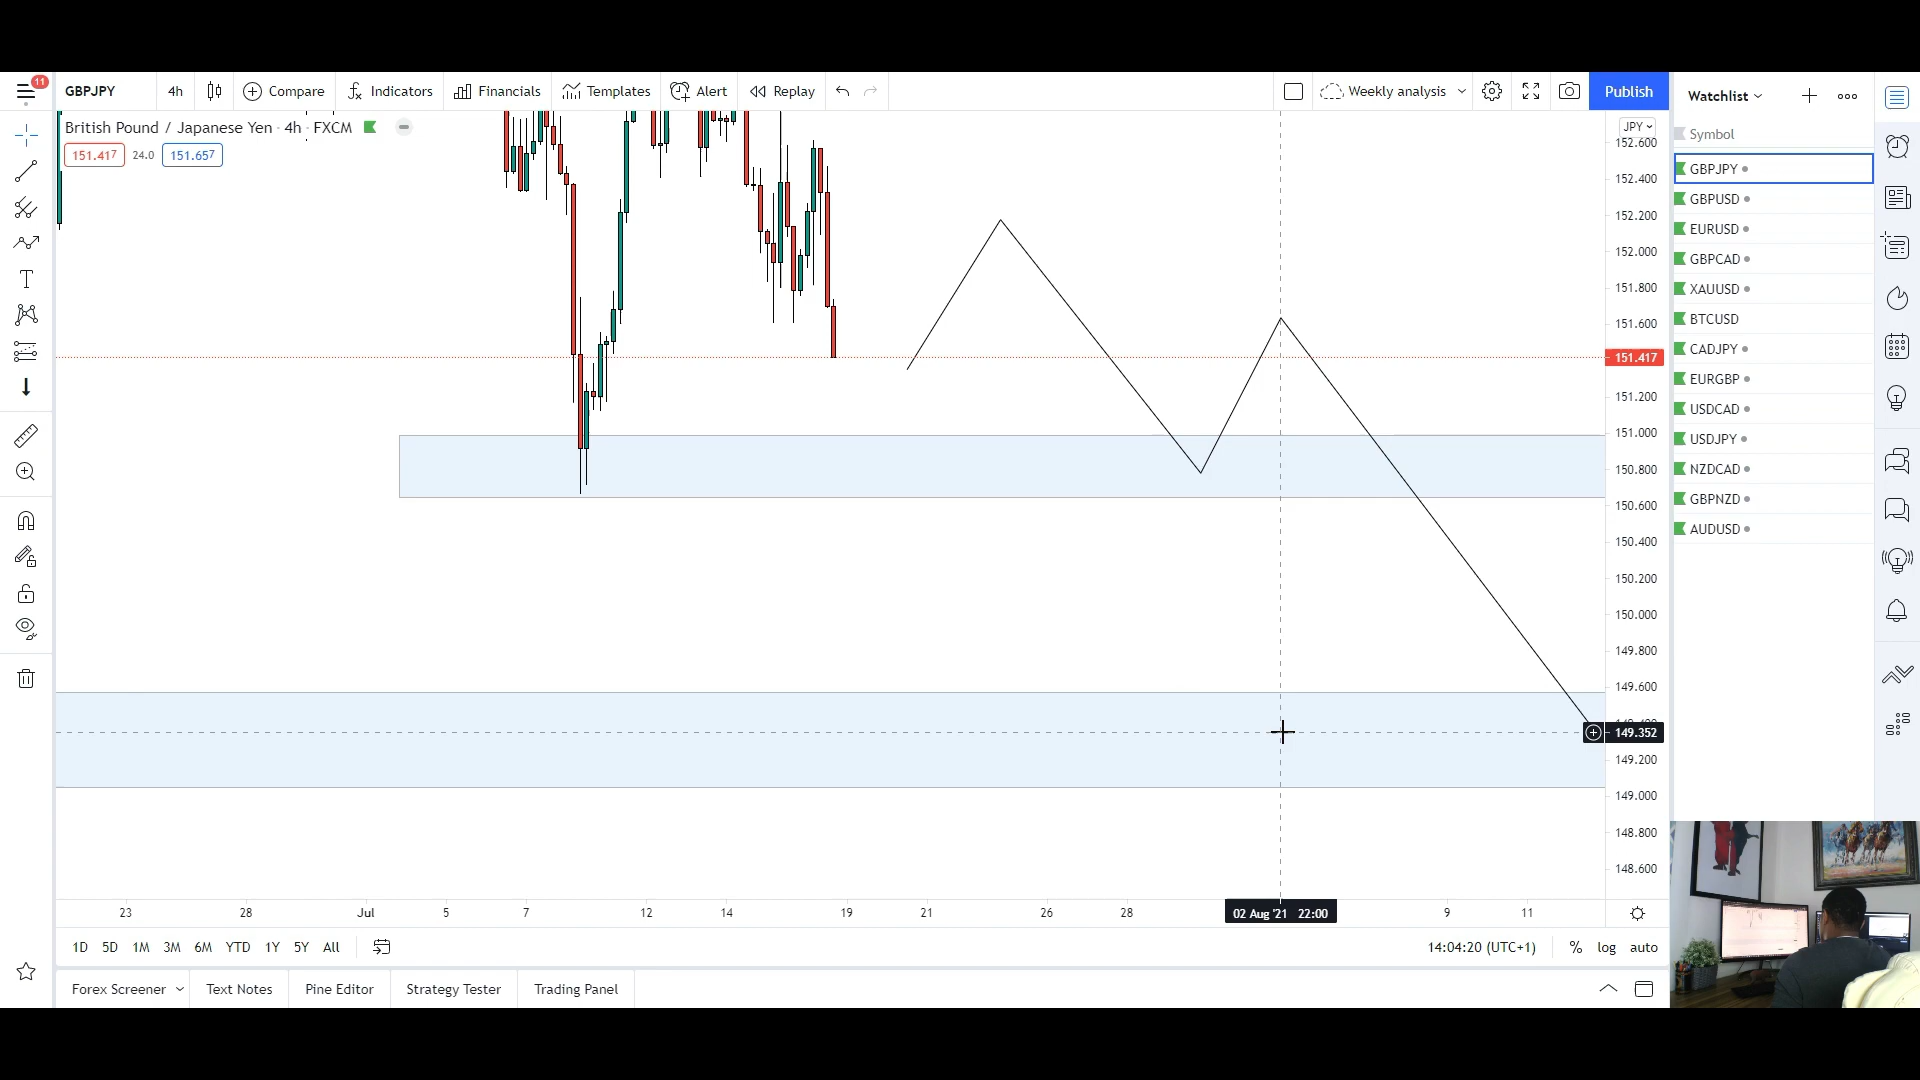 11
GBPJPY 4h Compare Indicators Financials Templates Alert Replay Weekly analysis Publish
British Pound / Japanese Yen · 4h · FXCM
151.417 24.0 151.657
JPY
152.600
152.400
152.200
152.000
151.800
151.600
151.417
151.200
151.000
150.800
150.600
150.400
150.200
150.000
149.800
149.600
149.352
149.200
149.000
148.800
148.600
23 28 Jul 5 7 12 14 19 21 26 28 02 Aug '21 22:00 9 11
1D 5D 1M 3M 6M YTD 1Y 5Y All 14:04:20 (UTC+1) % log auto
Forex Screener Text Notes Pine Editor Strategy Tester Trading Panel
Watchlist
Symbol
GBPJPY
GBPUSD
EURUSD
GBPCAD
XAUUSD
BTCUSD
CADJPY
EURGBP
USDCAD
USDJPY
NZDCAD
GBPNZD
AUDUSD